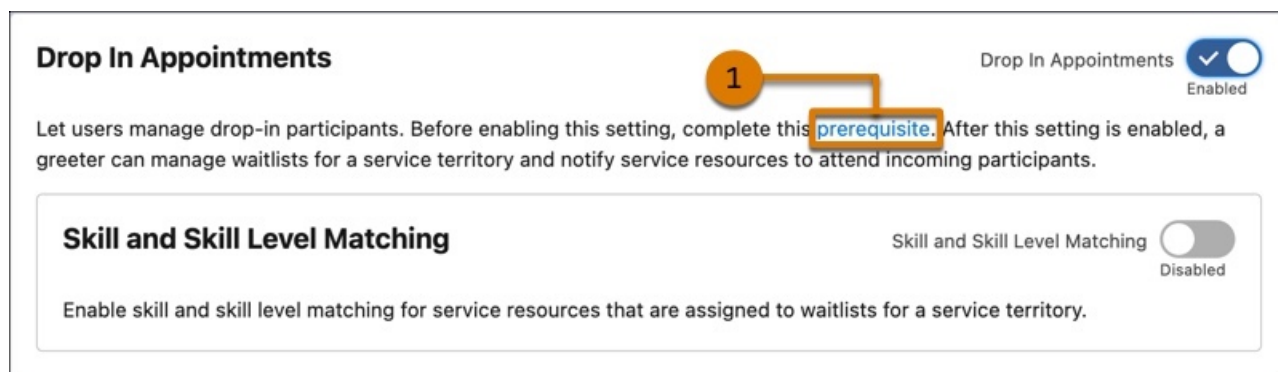 Drop In Appointments
Drop In Appointments
Enabled
1
Let users manage drop-in participants. Before enabling this setting, complete this prerequisite. After this setting is enabled, a
greeter can manage waitlists for a service territory and notify service resources to attend incoming participants.
Skill and Skill Level Matching
Skill and Skill Level Matching
Disabled
Enable skill and skill level matching for service resources that are assigned to waitlists for a service territory.